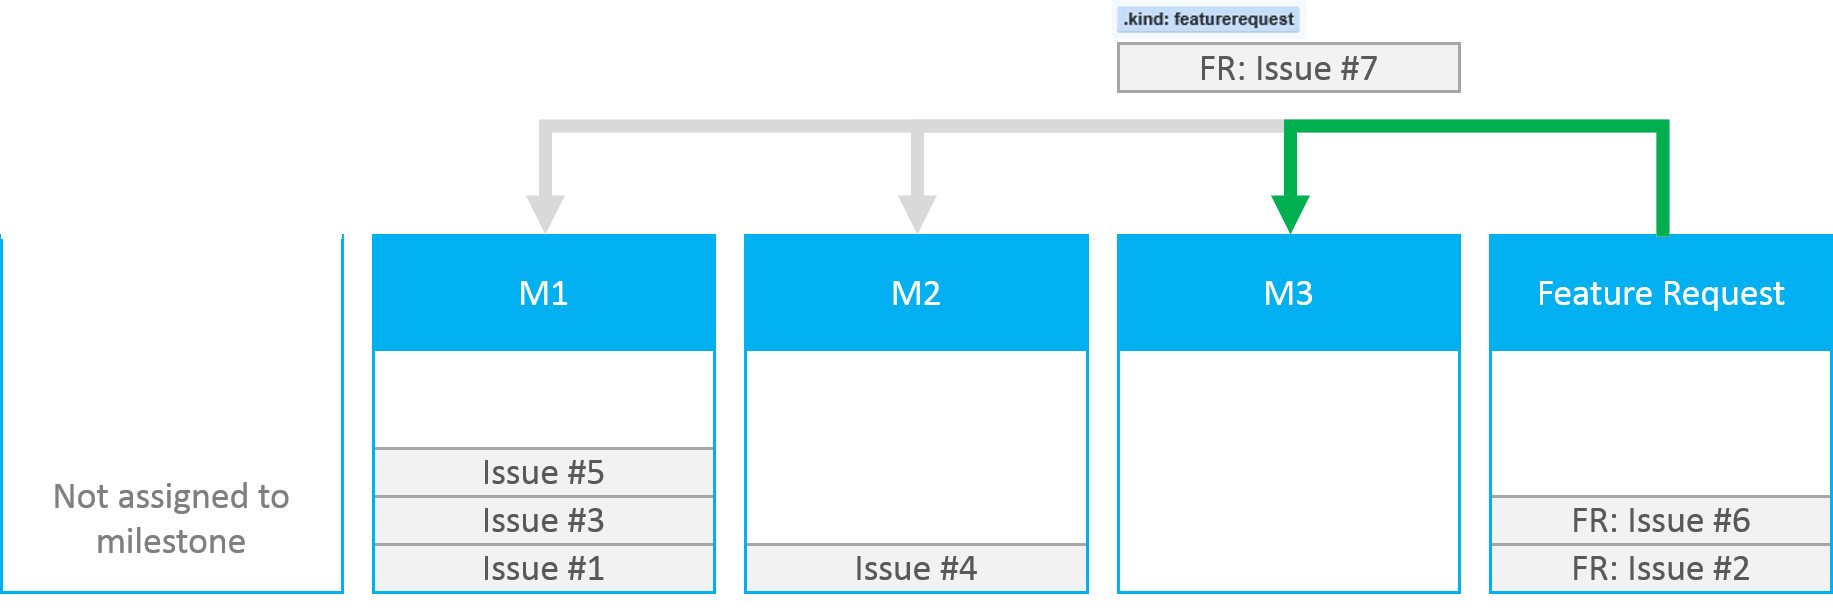 .kind: featurerequest
FR: Issue #7
M1
M2
M3
Feature Request
Not assigned to
milestone
Issue #5
Issue #3
Issue #1
Issue #4
FR: Issue #6
FR: Issue #2